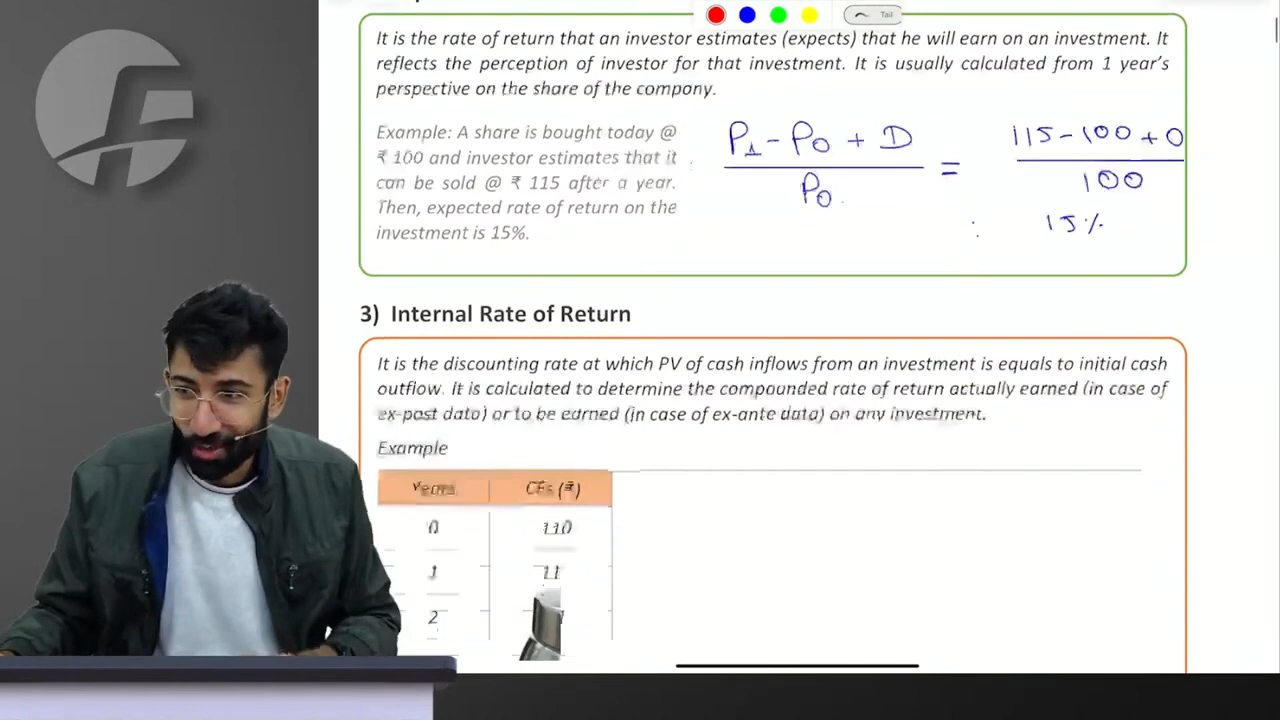 Tail
It is the rate of return that an investor estimates (expects) that he will earn on an investment. It
reflects the perception of investor for that investment. It is usually calculated from 1 year's
perspective on the share of the company.
Example: A share is bought today @
₹ 100 and investor estimates that it
can be sold @ ₹ 115 after a year.
Then, expected rate of return on the
investment is 15%.
P1 - P0 + D
P0
=
115-100+0
100
15%
3) Internal Rate of Return
It is the discounting rate at which PV of cash inflows from an investment is equals to initial cash
outflow. It is calculated to determine the compounded rate of return actually earned (in case of
ex-post data) or to be earned (in case of ex-ante data) on any investment.
Example
Years CFs (₹)
0 110
1 11
2